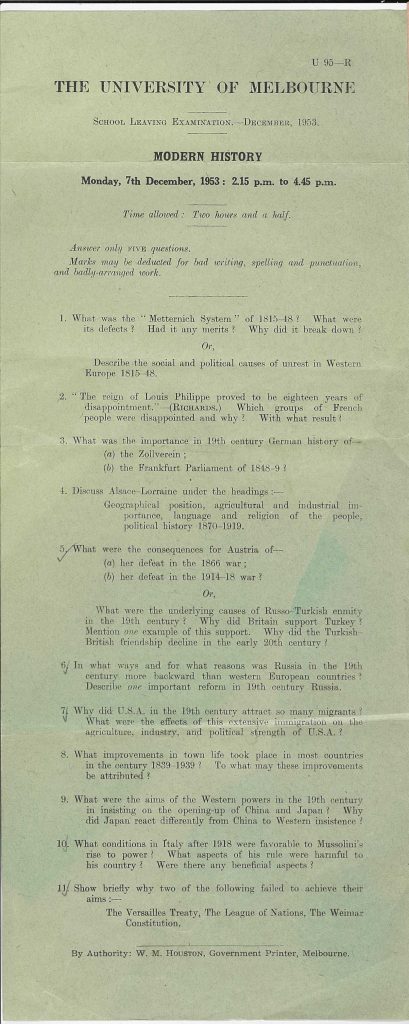 U 95—R
THE UNIVERSITY OF MELBOURNE
SCHOOL LEAVING EXAMINATION.—DECEMBER, 1953.
MODERN HISTORY
Monday, 7th December, 1953: 2.15 p.m. to 4.45 p.m.
Time allowed: Two hours and a half.
Answer only FIVE questions.
Marks may be deducted for bad writing, spelling and punctuation,
and badly-arranged work.
1. What was the "Metternich System" of 1815-48? What were
its defects? Had it any merits? Why did it break down?
Or,
Describe the social and political causes of unrest in Western
Europe 1815-48.
2. "The reign of Louis Philippe proved to be eighteen years of
disappointment."—(RICHARDS.) Which groups of French
people were disappointed and why? With what result?
3. What was the importance in 19th century German history of—
(a) the Zollverein;
(b) the Frankfurt Parliament of 1848-9?
4. Discuss Alsace-Lorraine under the headings:—
Geographical position, agricultural and industrial im-
portance, language and religion of the people,
political history 1870-1919.
5. What were the consequences for Austria of—
(a) her defeat in the 1866 war;
(b) her defeat in the 1914-18 war?
Or,
What were the underlying causes of Russo-Turkish enmity
in the 19th century? Why did Britain support Turkey?
Mention one example of this support. Why did the Turkish-
British friendship decline in the early 20th century?
6. In what ways and for what reasons was Russia in the 19th
century more backward than western European countries?
Describe one important reform in 19th century Russia.
7. Why did U.S.A. in the 19th century attract so many migrants?
What were the effects of this extensive immigration on the
agriculture, industry, and political strength of U.S.A.?
8. What improvements in town life took place in most countries
in the century 1839-1939? To what may these improvements
be attributed?
9. What were the aims of the Western powers in the 19th century
in insisting on the opening-up of China and Japan? Why
did Japan react differently from China to Western insistence?
10. What conditions in Italy after 1918 were favorable to Mussolini's
rise to power? What aspects of his rule were harmful to
his country? Were there any beneficial aspects?
11. Show briefly why two of the following failed to achieve their
aims:—
The Versailles Treaty, The League of Nations, The Weimar
Constitution.
By Authority: W. M. HOUSTON, Government Printer, Melbourne.